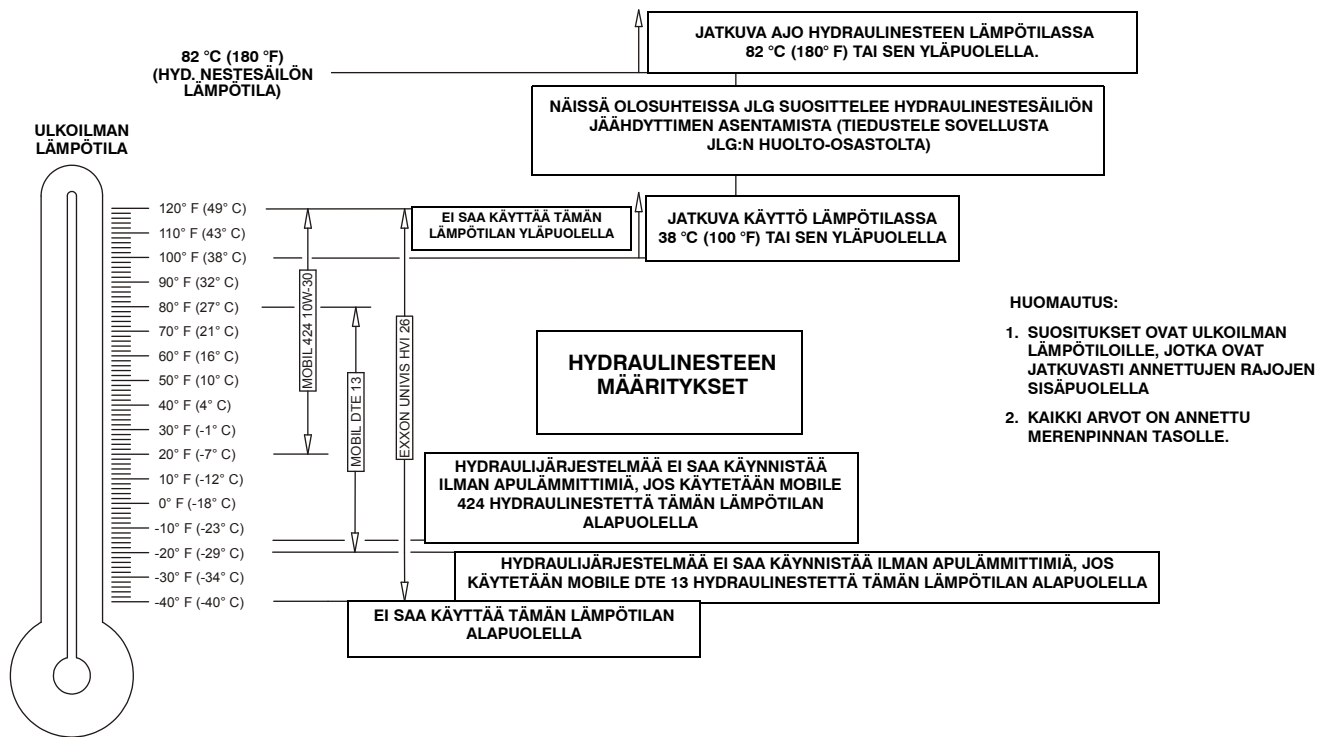 82 °C (180 °F)
(HYD. NESTESÄILÖN
LÄMPÖTILA)
JATKUVA AJO HYDRAULINESTEEN LÄMPÖTILASSA
82 °C (180° F) TAI SEN YLÄPUOLELLA.
NÄISSÄ OLOSUHTEISSA JLG SUOSITTELEE HYDRAULINESTESÄILIÖN
JÄÄHDYTTIMEN ASENTAMISTA (TIEDUSTELE SOVELLUSTA
JLG:N HUOLTO-OSASTOLTA)
ULKOILMAN
LÄMPÖTILA
EI SAA KÄYTTÄÄ TÄMÄN
LÄMPÖTILAN YLÄPUOLELLA
JATKUVA KÄYTTÖ LÄMPÖTILASSA
38 °C (100 °F) TAI SEN YLÄPUOLELLA
120° F (49° C)
110° F (43° C)
100° F (38° C)
90° F (32° C)
80° F (27° C)
70° F (21° C)
60° F (16° C)
50° F (10° C)
40° F (4° C)
30° F (-1° C)
20° F (-7° C)
10° F (-12° C)
0° F (-18° C)
-10° F (-23° C)
-20° F (-29° C)
-30° F (-34° C)
-40° F (-40° C)
MOBIL 424 10W-30
MOBIL DTE 13
EXXON UNIVIS HVI 26
HYDRAULINESTEEN
MÄÄRITYKSET
HUOMAUTUS:
1. SUOSITUKSET OVAT ULKOILMAN
LÄMPÖTILOILLE, JOTKA OVAT
JATKUVASTI ANNETTUJEN RAJOJEN
SISÄPUOLELLA
2. KAIKKI ARVOT ON ANNETTU
MERENPINNAN TASOLLE.
HYDRAULIJÄRJESTELMÄÄ EI SAA KÄYNNISTÄÄ
ILMAN APULÄMMITTIMIÄ, JOS KÄYTETÄÄN MOBILE
424 HYDRAULINESTETTÄ TÄMÄN LÄMPÖTILAN
ALAPUOLELLA
HYDRAULIJÄRJESTELMÄÄ EI SAA KÄYNNISTÄÄ ILMAN APULÄMMITTIMIÄ, JOS
KÄYTETÄÄN MOBILE DTE 13 HYDRAULINESTETTÄ TÄMÄN LÄMPÖTILAN ALAPUOLELLA
EI SAA KÄYTTÄÄ TÄMÄN LÄMPÖTILAN
ALAPUOLELLA